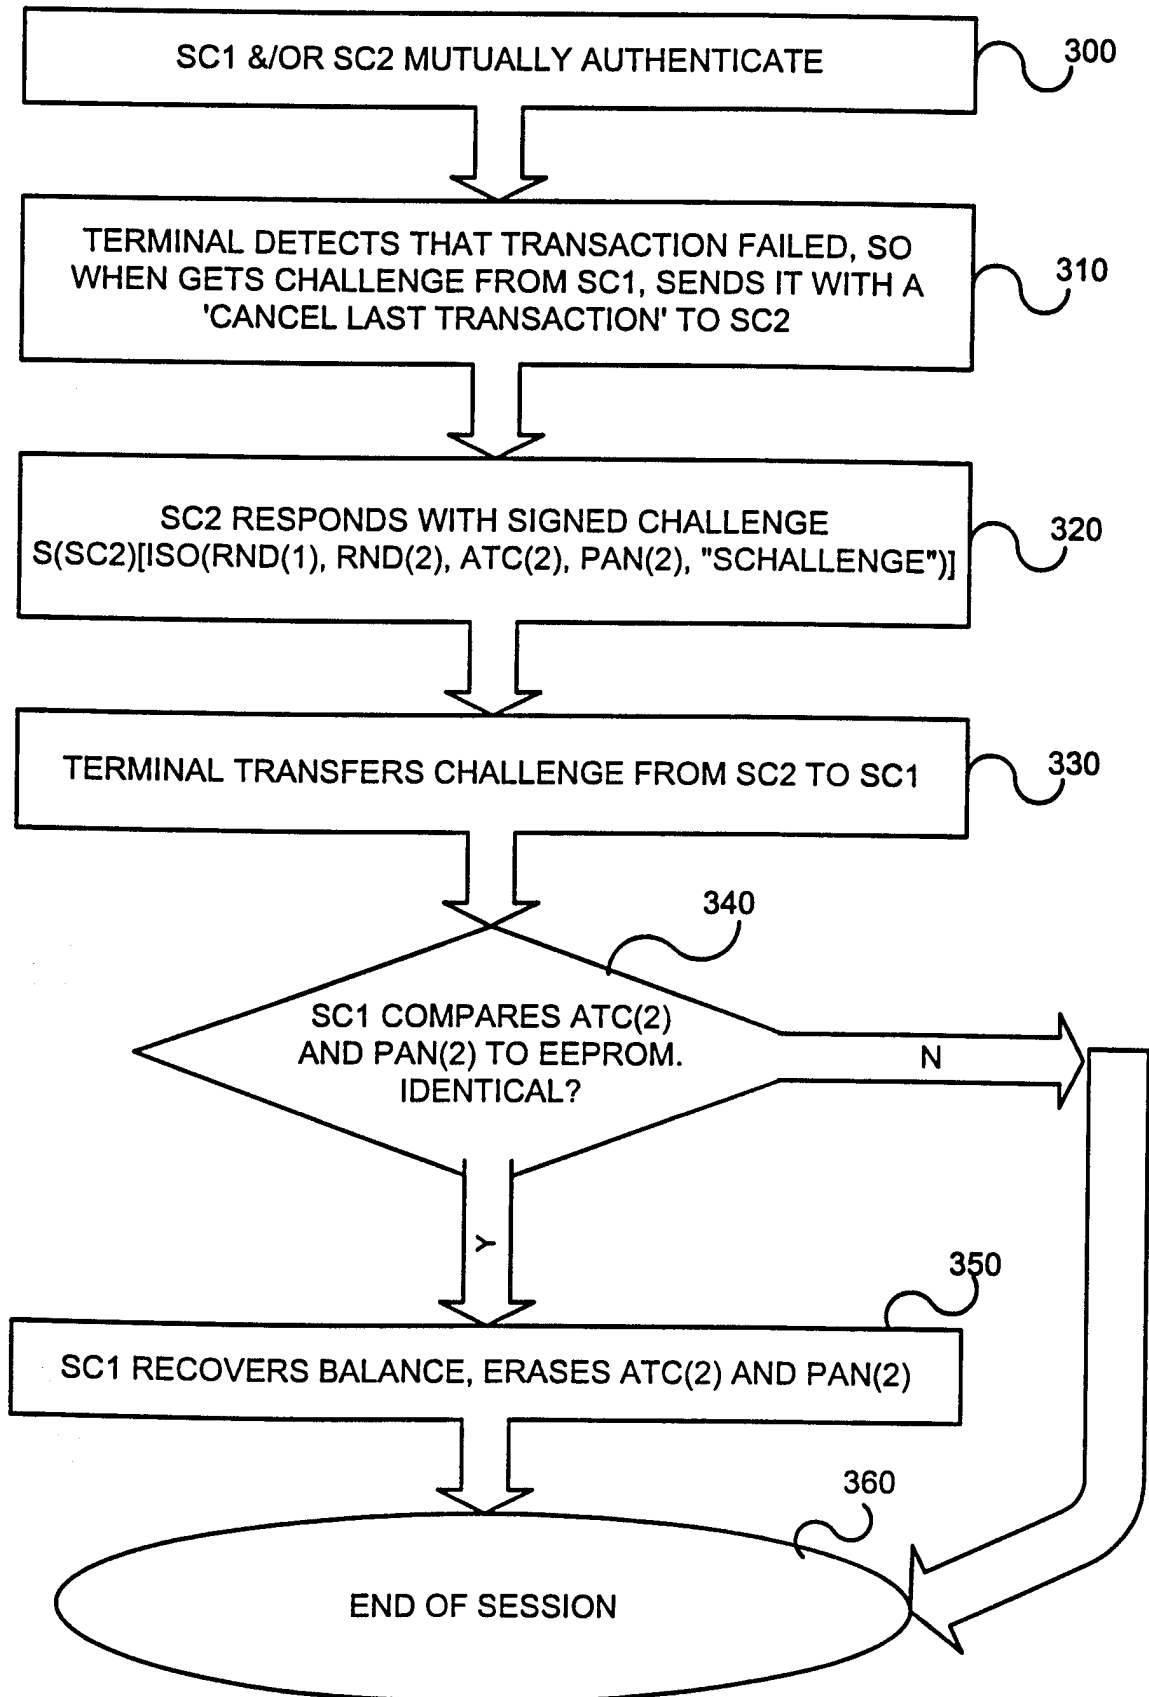 SC1 &/OR SC2 MUTUALLY AUTHENTICATE
300
TERMINAL DETECTS THAT TRANSACTION FAILED, SO
WHEN GETS CHALLENGE FROM SC1, SENDS IT WITH A
'CANCEL LAST TRANSACTION' TO SC2
310
SC2 RESPONDS WITH SIGNED CHALLENGE
S(SC2)[ISO(RND(1), RND(2), ATC(2), PAN(2), "SCHALLENGE")]
320
TERMINAL TRANSFERS CHALLENGE FROM SC2 TO SC1
330
340
SC1 COMPARES ATC(2)
AND PAN(2) TO EEPROM.
IDENTICAL?
N
Y
350
SC1 RECOVERS BALANCE, ERASES ATC(2) AND PAN(2)
360
END OF SESSION